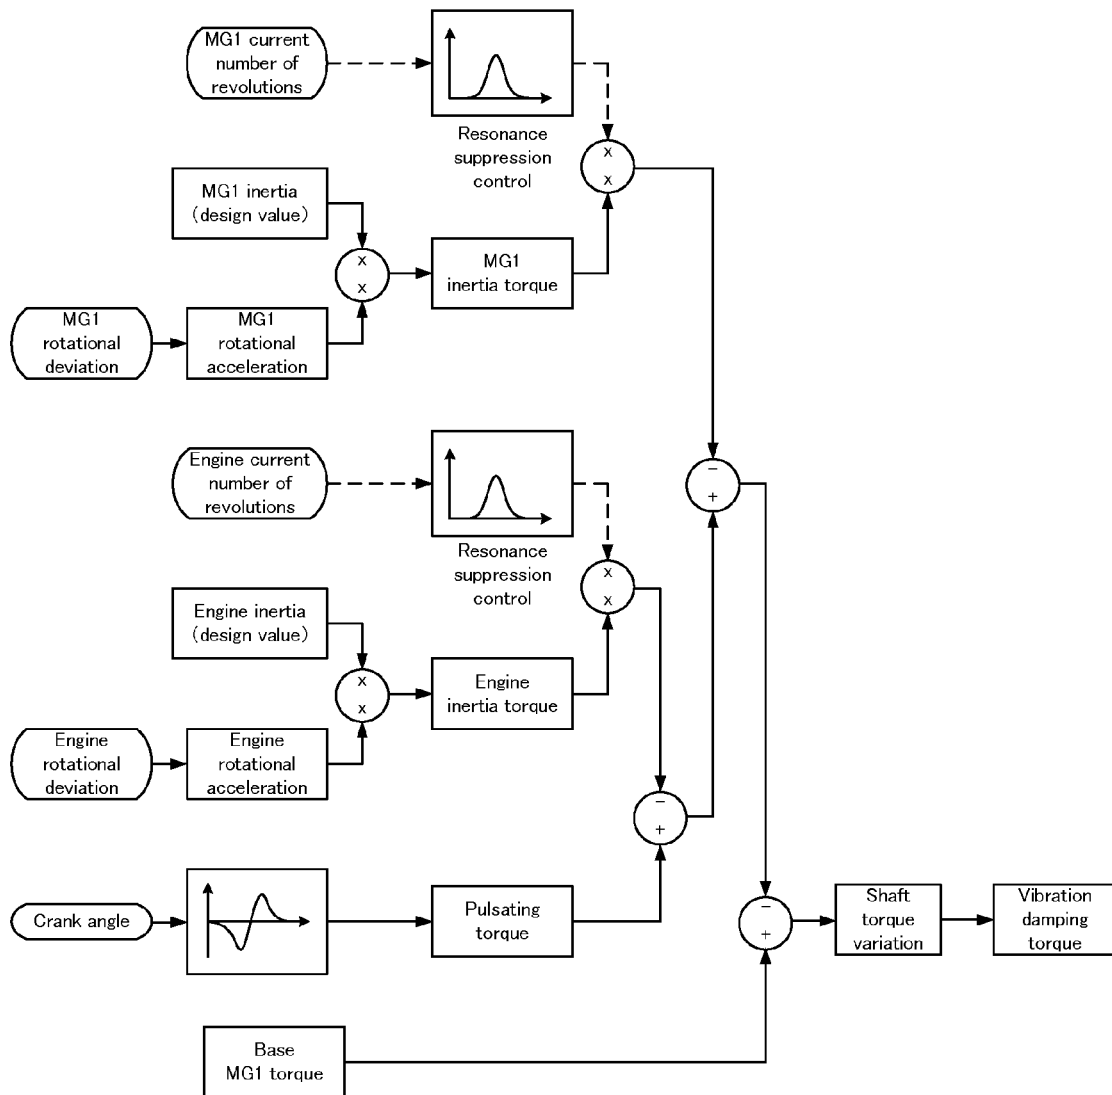 MG1 current
number of
revolutions
Resonance
suppression
control
x
x
MG1 inertia
(design value)
x
x
MG1
inertia torque
MG1
rotational
deviation
MG1
rotational
acceleration
Engine current
number of
revolutions
Resonance
suppression
control
−
+
x
x
Engine inertia
(design value)
x
x
Engine
inertia torque
Engine
rotational
deviation
Engine
rotational
acceleration
−
+
Crank angle
Pulsating
torque
−
+
Shaft
torque
variation
Vibration
damping
torque
Base
MG1 torque